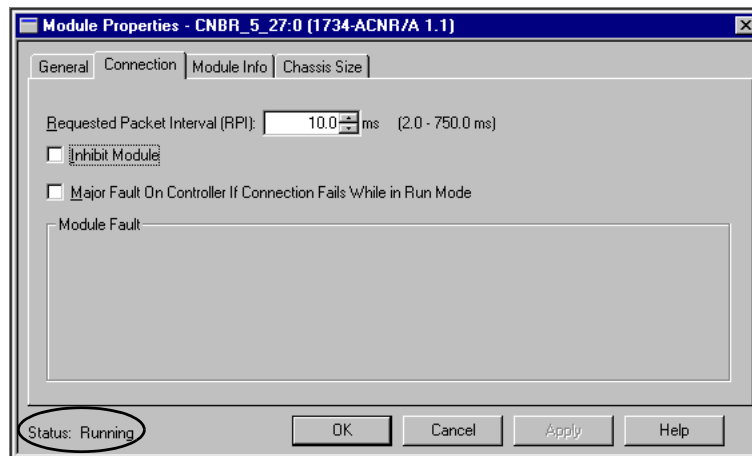 Module Properties - CNBR_5_27:0 (1734-ACNR/A 1.1)
General Connection Module Info Chassis Size
Requested Packet Interval (RPI): 10.0 ms (2.0 - 750.0 ms)
Inhibit Module
Major Fault On Controller If Connection Fails While in Run Mode
Module Fault
Status: Running OK Cancel Apply Help